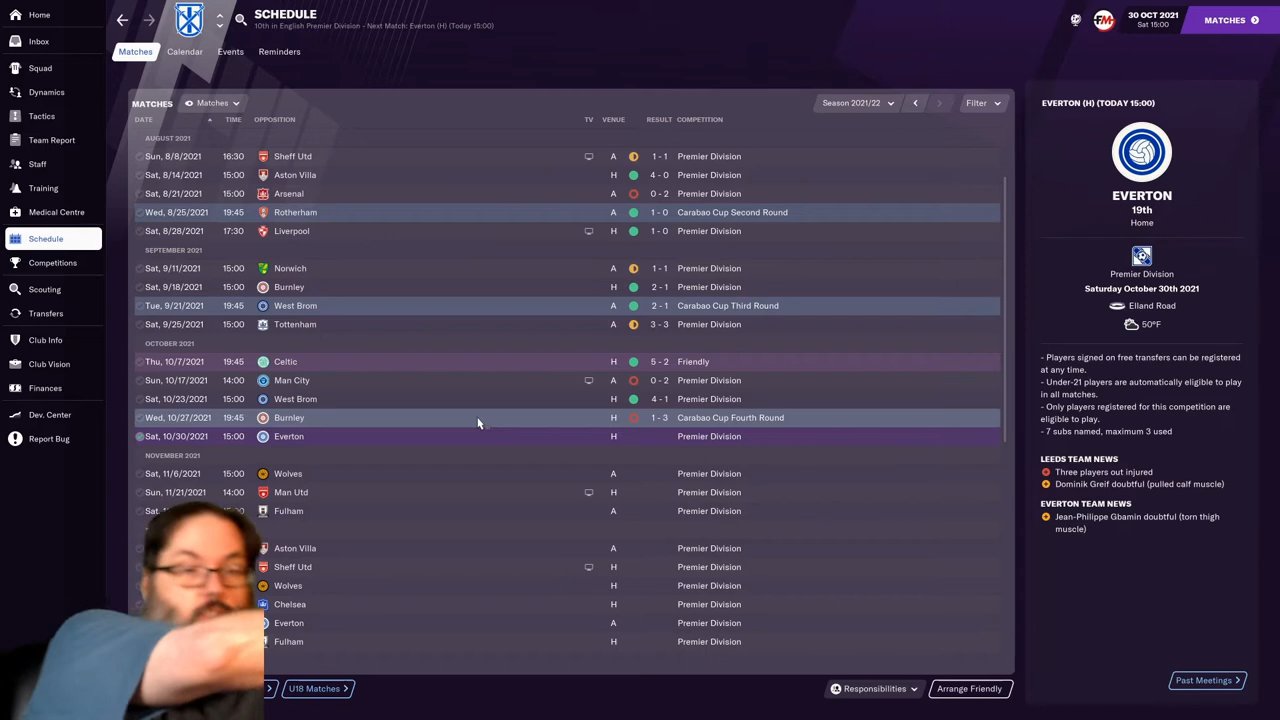 Home
Inbox
Squad
Dynamics
Tactics
Team Report
Staff
Training
Medical Centre
Schedule
Competitions
Scouting
Transfers
Club Info
Club Vision
Finances
Dev. Center
Report Bug
SCHEDULE
10th in English Premier Division - Next Match: Everton (H) (Today 15:00)
FM
30 OCT 2021
Sat 15:00
MATCHES
Matches Calendar Events Reminders
MATCHES Matches Season 2021/22 Filter
DATE TIME OPPOSITION TV VENUE RESULT COMPETITION
AUGUST 2021
Sun, 8/8/2021 16:30 Sheff Utd A 1 - 1 Premier Division
Sat, 8/14/2021 15:00 Aston Villa H 4 - 0 Premier Division
Sat, 8/21/2021 15:00 Arsenal A 0 - 2 Premier Division
Wed, 8/25/2021 19:45 Rotherham A 1 - 0 Carabao Cup Second Round
Sat, 8/28/2021 17:30 Liverpool H 1 - 0 Premier Division
SEPTEMBER 2021
Sat, 9/11/2021 15:00 Norwich A 1 - 1 Premier Division
Sat, 9/18/2021 15:00 Burnley H 2 - 1 Premier Division
Tue, 9/21/2021 19:45 West Brom A 2 - 1 Carabao Cup Third Round
Sat, 9/25/2021 15:00 Tottenham A 3 - 3 Premier Division
OCTOBER 2021
Thu, 10/7/2021 19:45 Celtic H 5 - 2 Friendly
Sun, 10/17/2021 14:00 Man City A 0 - 2 Premier Division
Sat, 10/23/2021 15:00 West Brom H 4 - 1 Premier Division
Wed, 10/27/2021 19:45 Burnley H 1 - 3 Carabao Cup Fourth Round
Sat, 10/30/2021 15:00 Everton H Premier Division
NOVEMBER 2021
Sat, 11/6/2021 15:00 Wolves A Premier Division
Sun, 11/21/2021 14:00 Man Utd H Premier Division
Sat, 11 Fulham A Premier Division
Aston Villa A Premier Division
Sheff Utd H Premier Division
Wolves H Premier Division
Chelsea H Premier Division
Everton A Premier Division
Fulham H Premier Division
U18 Matches Responsibilities Arrange Friendly
EVERTON (H) (TODAY 15:00)
EVERTON
19th
Home
Premier Division
Saturday October 30th 2021
Elland Road
50°F
- Players signed on free transfers can be registered
at any time.
- Under-21 players are automatically eligible to play
in all matches.
- Only players registered for this competition are
eligible to play.
- 7 subs named, maximum 3 used
LEEDS TEAM NEWS
Three players out injured
Dominik Greif doubtful (pulled calf muscle)
EVERTON TEAM NEWS
Jean-Philippe Gbamin doubtful (torn thigh
muscle)
Past Meetings